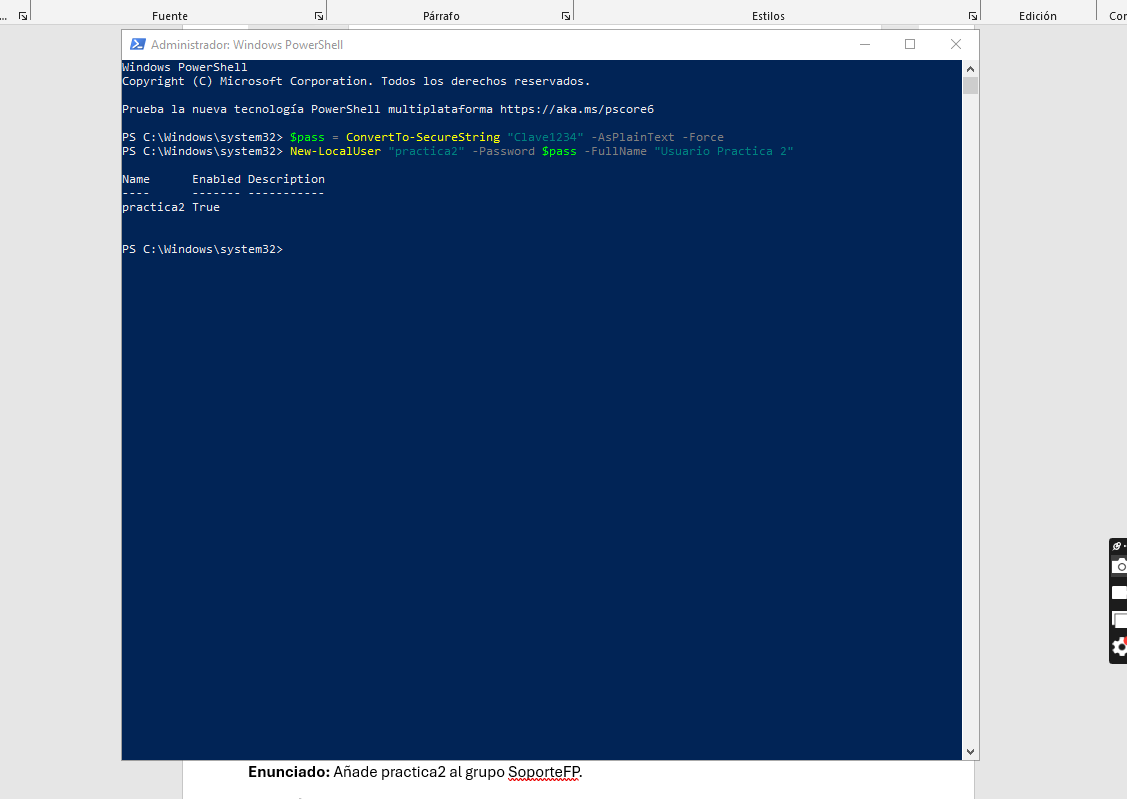 ...
Fuente
Párrafo
Estilos
Edición
Administrador: Windows PowerShell
Windows PowerShell
Copyright (C) Microsoft Corporation. Todos los derechos reservados.
Prueba la nueva tecnología PowerShell multiplataforma https://aka.ms/pscore6
PS C:\Windows\system32> $pass = ConvertTo-SecureString "Clave1234" -AsPlainText -Force
PS C:\Windows\system32> New-LocalUser "practica2" -Password $pass -FullName "Usuario Practica 2"
Name Enabled Description
---- ------- -----------
practica2 True
PS C:\Windows\system32>
Enunciado: Añade practica2 al grupo SoporteFP.